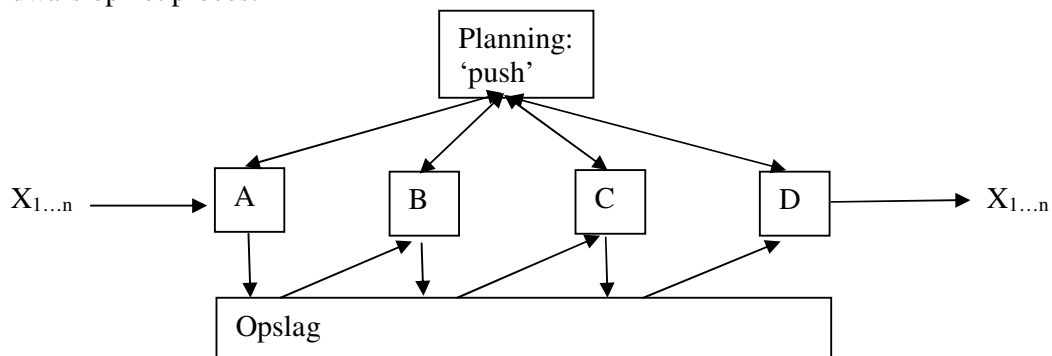 Planning:
‘push’
A
B
C
D
X1…n
X1…n
Opslag